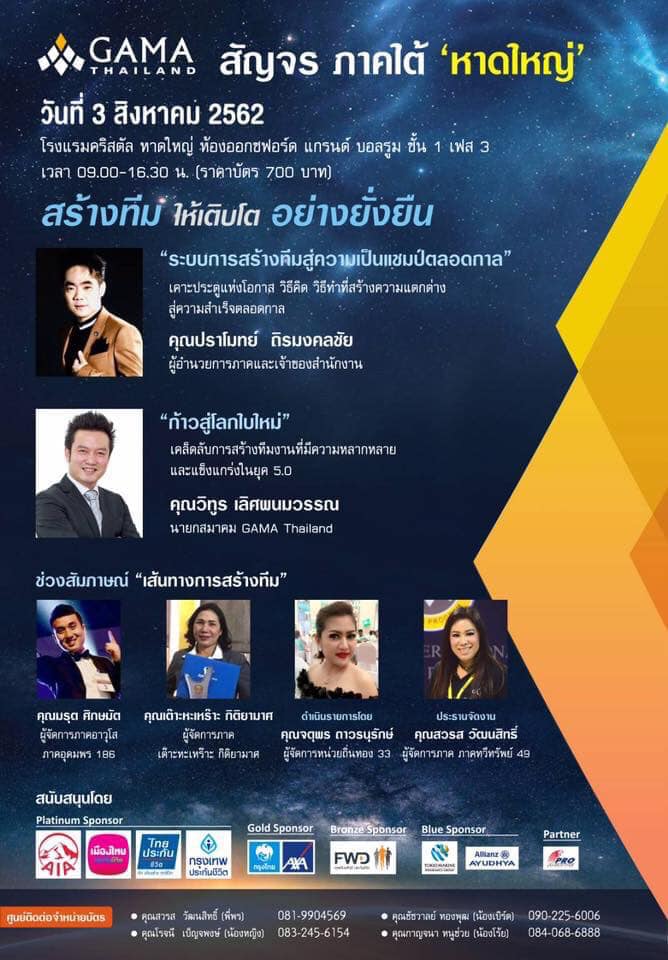 GAMA
THAILAND
สัญจร ภาคใต้ ‘หาดใหญ่’
วันที่ 3 สิงหาคม 2562
โรงแรมคริสตัล หาดใหญ่ ห้องออกซฟอร์ด แกรนด์ บอลรูม ชั้น 1 เฟส 3
เวลา 09.00-16.30 น. (ราคาบัตร 700 บาท)
สร้างทีม ให้เติบโต อย่างยั่งยืน
“ระบบการสร้างทีมสู่ความเป็นแชมป์ตลอดกาล”
เคาะประตูแห่งโอกาส วิธีคิด วิธีทำที่สร้างความแตกต่าง
สู่ความสำเร็จตลอดกาล
คุณปราโมทย์ ถิรมงคลชัย
ผู้อำนวยการภาคและเจ้าของสำนักงาน
“ก้าวสู่โลกใบใหม่”
เคล็ดลับการสร้างทีมงานที่มีความหลากหลาย
และแข็งแกร่งในยุค 5.0
คุณวิทูร เลิศพนมวรรณ
นายกสมาคม GAMA Thailand
ช่วงสัมภาษณ์ “เส้นทางการสร้างทีม”
คุณมรุต ศิกษมัต
ผู้จัดการภาคอาวุโส
ภาคอุดมพร 186
คุณเต๊าะหะเหร๊าะ กิติยามาศ
ผู้จัดการภาค
เต๊าะหะเหร๊าะ กิติยามาศ
ดำเนินรายการโดย
คุณจตุพร ถาวรนุรักษ์
ผู้จัดการหน่วยถิ่นทอง 33
ประธานจัดงาน
คุณสวรส วัฒนสิทธิ์
ผู้จัดการภาค ภาคทวีทรัพย์ 49
สนับสนุนโดย
Platinum Sponsor
AIA
เมืองไทย
ประกันชีวิต
ไทย
ประกัน
ชีวิต
กรุงเทพ
ประกันชีวิต
Gold Sponsor
กรุงไทย
AXA
Bronze Sponsor
FWD
Blue Sponsor
TOKIO MARINE
INSURANCE GROUP
Allianz
AYUDHYA
Partner
PRO
ศูนย์ติดต่อจำหน่ายบัตร
• คุณสวรส วัฒนสิทธิ์ (พี่พร) 081-9904569
• คุณโรจนี เบ็ญจพงษ์ (น้องหญิง) 083-245-6154
• คุณชัชวาลย์ ทองพุฒ (น้องเบิร์ด) 090-225-6006
• คุณกาญจนา หนูช่วย (น้องโร้ย) 084-068-6888